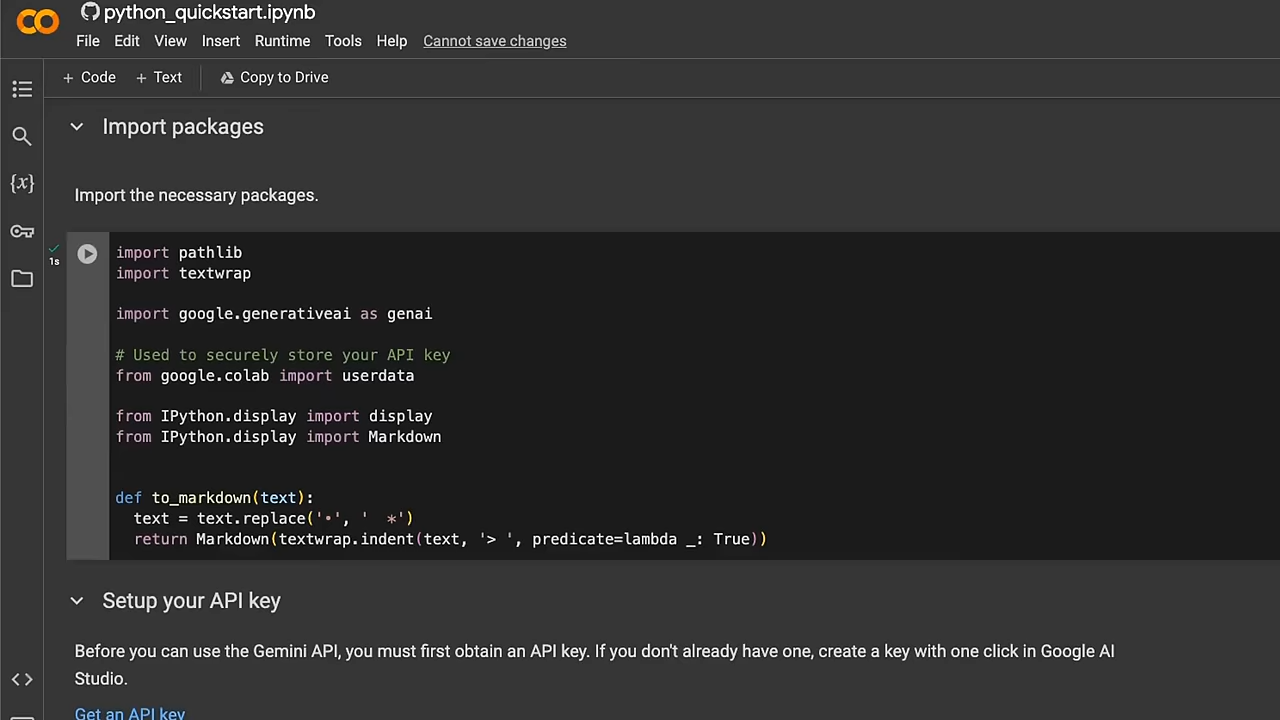 python_quickstart.ipynb
File Edit View Insert Runtime Tools Help Cannot save changes
+ Code + Text Copy to Drive
Import packages
{x}
Import the necessary packages.
1s
import pathlib
import textwrap
import google.generativeai as genai
# Used to securely store your API key
from google.colab import userdata
from IPython.display import display
from IPython.display import Markdown
def to_markdown(text):
  text = text.replace('•', '  *')
  return Markdown(textwrap.indent(text, '> ', predicate=lambda _: True))
Setup your API key
Before you can use the Gemini API, you must first obtain an API key. If you don't already have one, create a key with one click in Google AI
Studio.
Get an API key